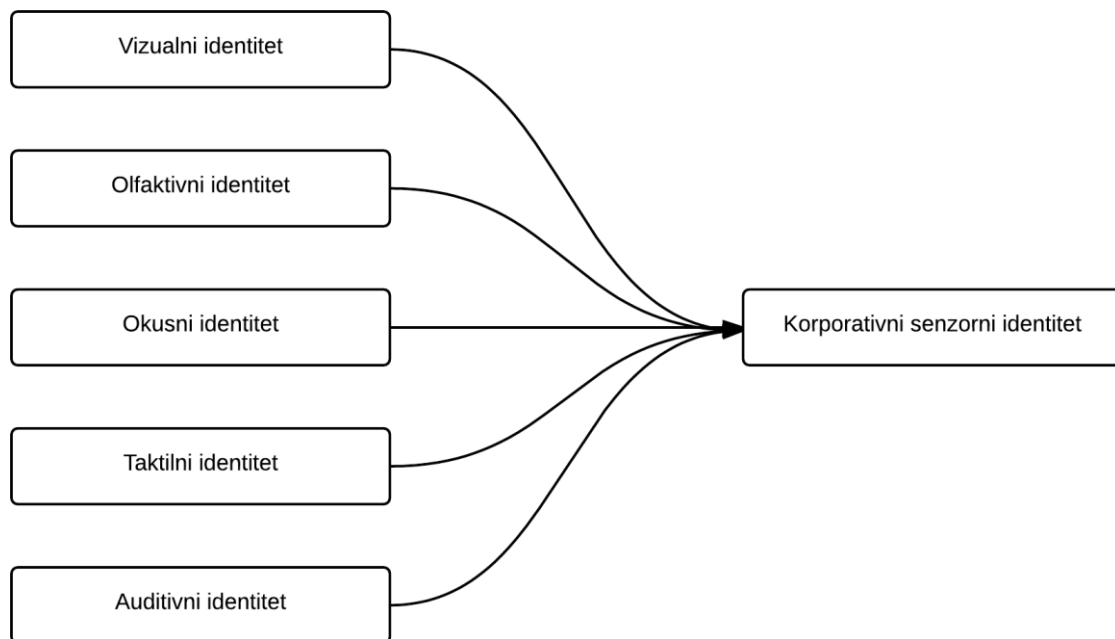 Vizualni identitet
Olfaktivni identitet
Okusni identitet
Korporativni senzorni identitet
Taktilni identitet
Auditivni identitet